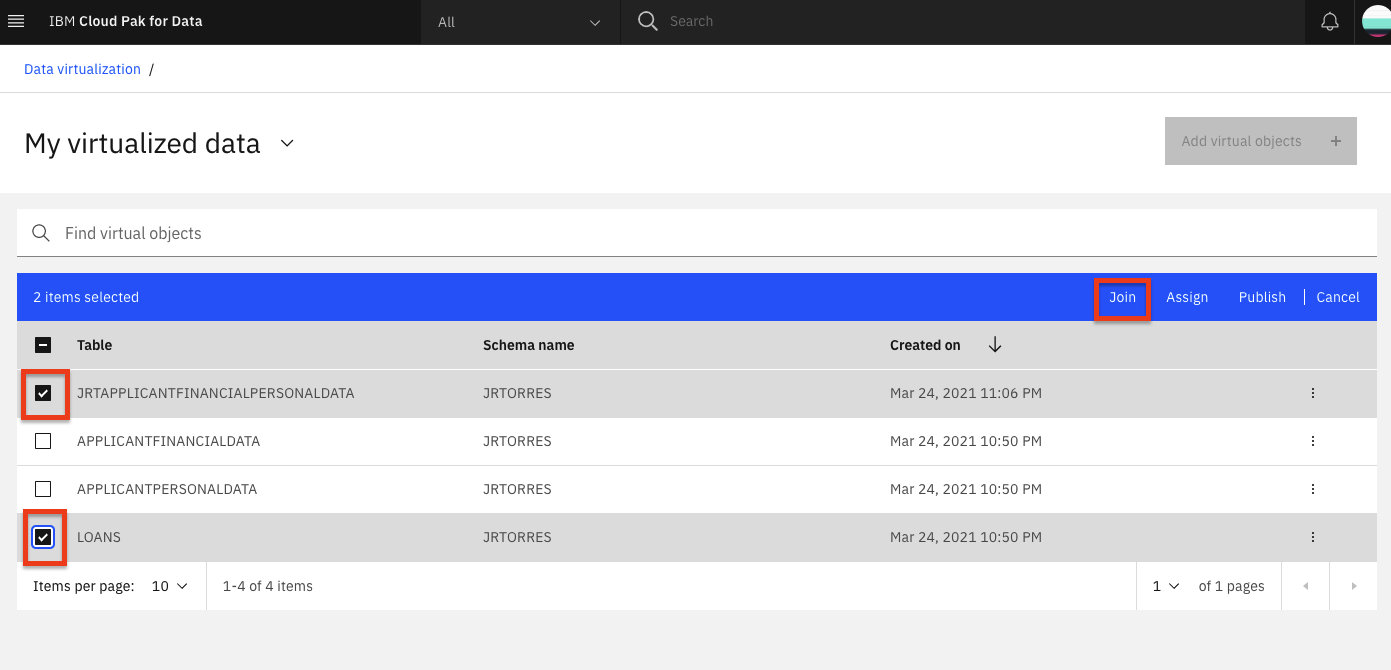 IBM Cloud Pak for Data All Search
Data virtualization /
My virtualized data Add virtual objects +
Find virtual objects
2 items selected Join Assign Publish | Cancel
Table Schema name Created on
JRTAPPLICANTFINANCIALPERSONALDATA JRTORRES Mar 24, 2021 11:06 PM
APPLICANTFINANCIALDATA JRTORRES Mar 24, 2021 10:50 PM
APPLICANTPERSONALDATA JRTORRES Mar 24, 2021 10:50 PM
LOANS JRTORRES Mar 24, 2021 10:50 PM
Items per page: 10 1-4 of 4 items 1 of 1 pages